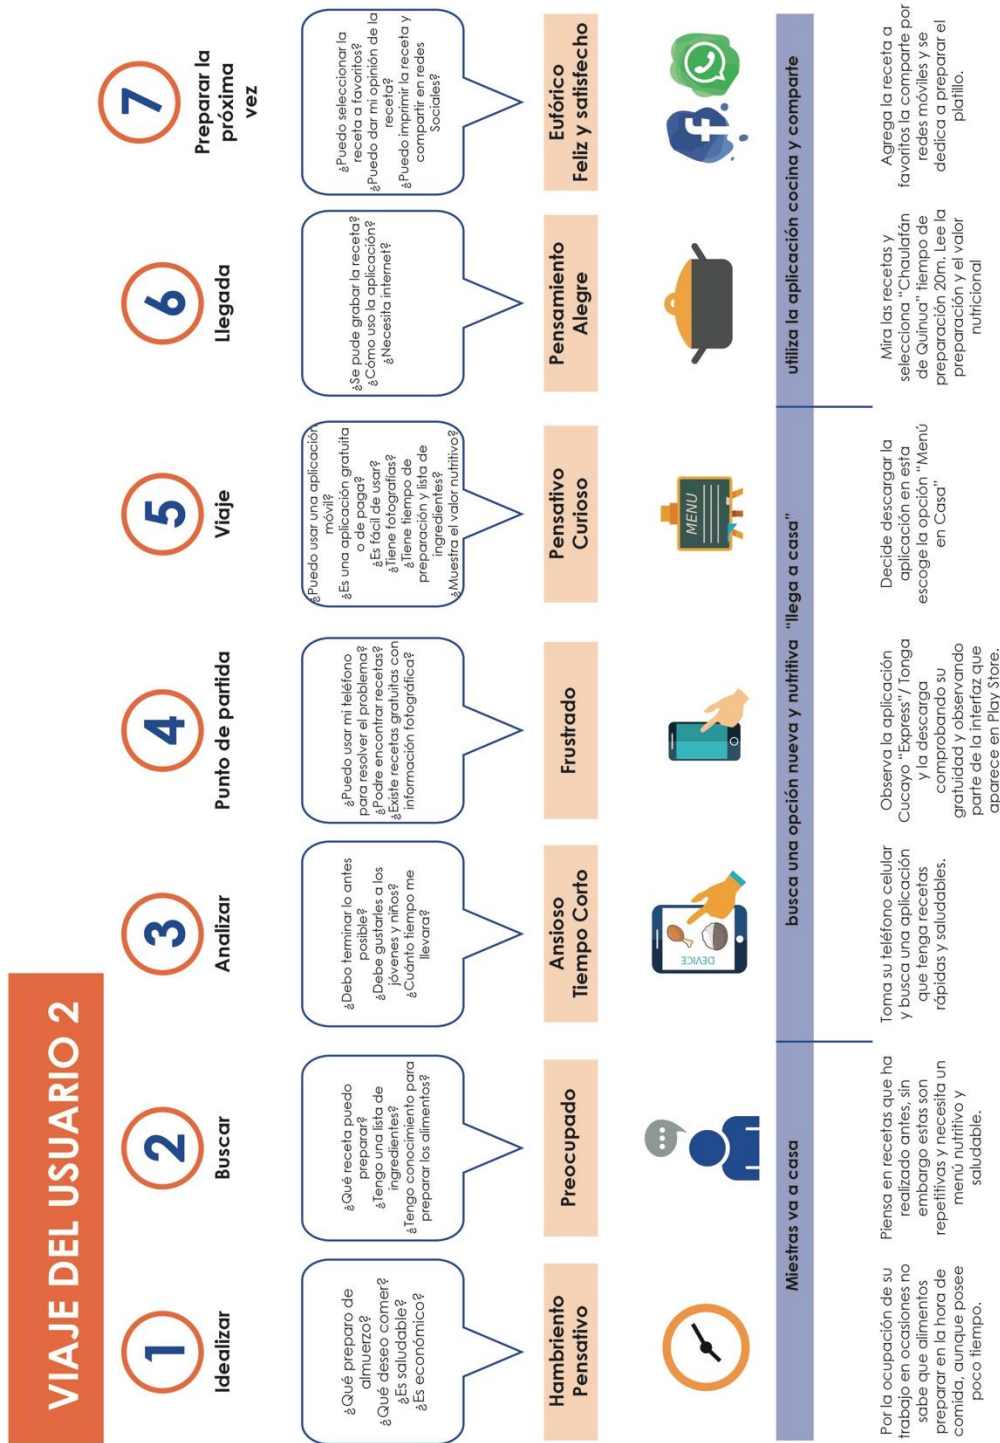 VIAJE DEL USUARIO 2
1
Idealizar
¿Qué preparo de
almuerzo?
¿Qué deseo comer?
¿Es saludable?
¿Es económico?
Hambriento
Pensativo
Por la ocupación de su
trabajo en ocasiones no
sabe que alimentos
preparar en la hora de
comida, aunque posee
poco tiempo.
2
Buscar
¿Qué receta puedo
preparar?
¿Tengo una lista de
ingredientes?
¿Tengo conocimiento para
preparar los alimentos?
Preocupado
Piensa en recetas que ha
realizado antes, sin
embargo estas son
repetitivas y necesita un
menú nutritivo y
saludable.
Miestras va a casa
3
Analizar
¿Debo terminar lo antes
posible?
¿Debe gustarles a los
jóvenes y niños?
¿Cuánto tiempo me
llevara?
Ansioso
Tiempo Corto
DEVICE
Toma su teléfono celular
y busca una aplicación
que tenga recetas
rápidas y saludables.
4
Punto de partida
¿Puedo usar mi teléfono
para resolver el problema?
¿Podre encontrar recetas?
¿Existe recetas gratuitas con
información fotográfica?
Frustrado
Observa la aplicación
Cucayo "Express"/ Tonga
y la descarga
comprobando su
gratuidad y observando
parte de la interfaz que
aparece en Play Store.
5
Viaje
¿Puedo usar una aplicación
móvil?
¿Es una aplicación gratuita
o de paga?
¿Es fácil de usar?
¿Tiene fotografías?
¿Tiene tiempo de
preparación y lista de
ingredientes?
¿Muestra el valor nutritivo?
Pensativo
Curioso
MENU
Decide descargar la
aplicación en esta
escoge la opción "Menú
en Casa"
busca una opción nueva y nutritiva "llega a casa"
6
Llegada
¿Se pude grabar la receta?
¿Cómo uso la aplicación?
¿Necesita internet?
Pensamiento
Alegre
Mira las recetas y
selecciona "Chaulafán
de Quinua" tiempo de
preparación 20m. Lee la
preparación y el valor
nutricional
7
Preparar la
próxima
vez
¿Puedo seleccionar la
receta a favoritos?
¿Puedo dar mi opinión de la
receta?
¿Puedo imprimir la receta y
compartir en redes
Sociales?
Eufórico
Feliz y satisfecho
f
Agrega la receta a
favoritos la comparte por
redes móviles y se
dedica a preparar el
platillo.
utiliza la aplicación cocina y comparte